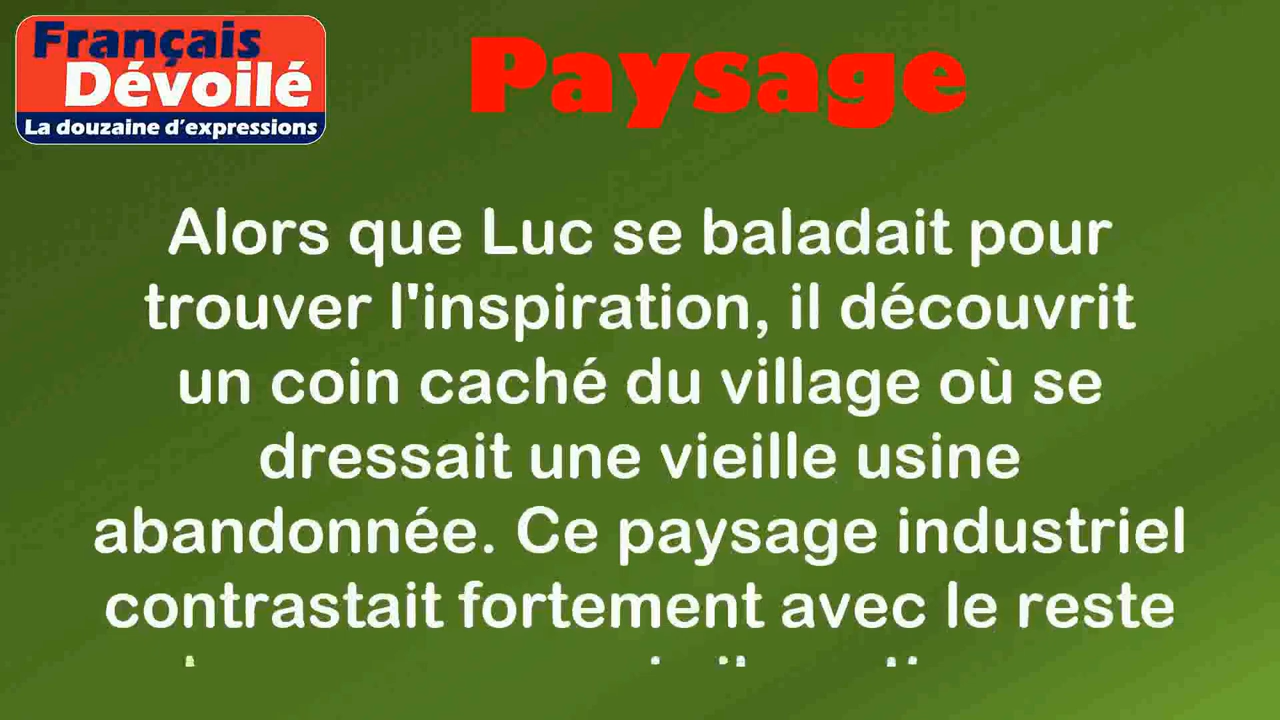 Français
Dévoilé
La douzaine d'expressions
Paysage
Alors que Luc se baladait pour
trouver l'inspiration, il découvrit
un coin caché du village où se
dressait une vieille usine
abandonnée. Ce paysage industriel
contrastait fortement avec le reste